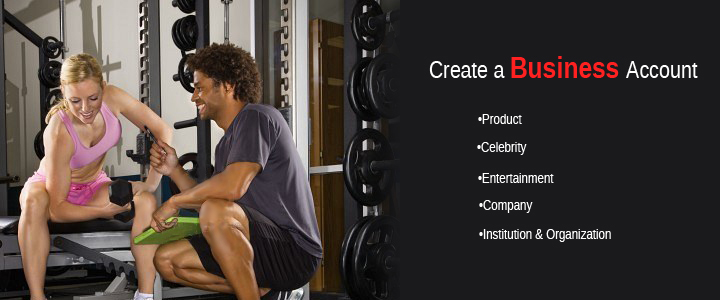 Create a Business Account
•Product
•Celebrity
•Entertainment
•Company
•Institution & Organization